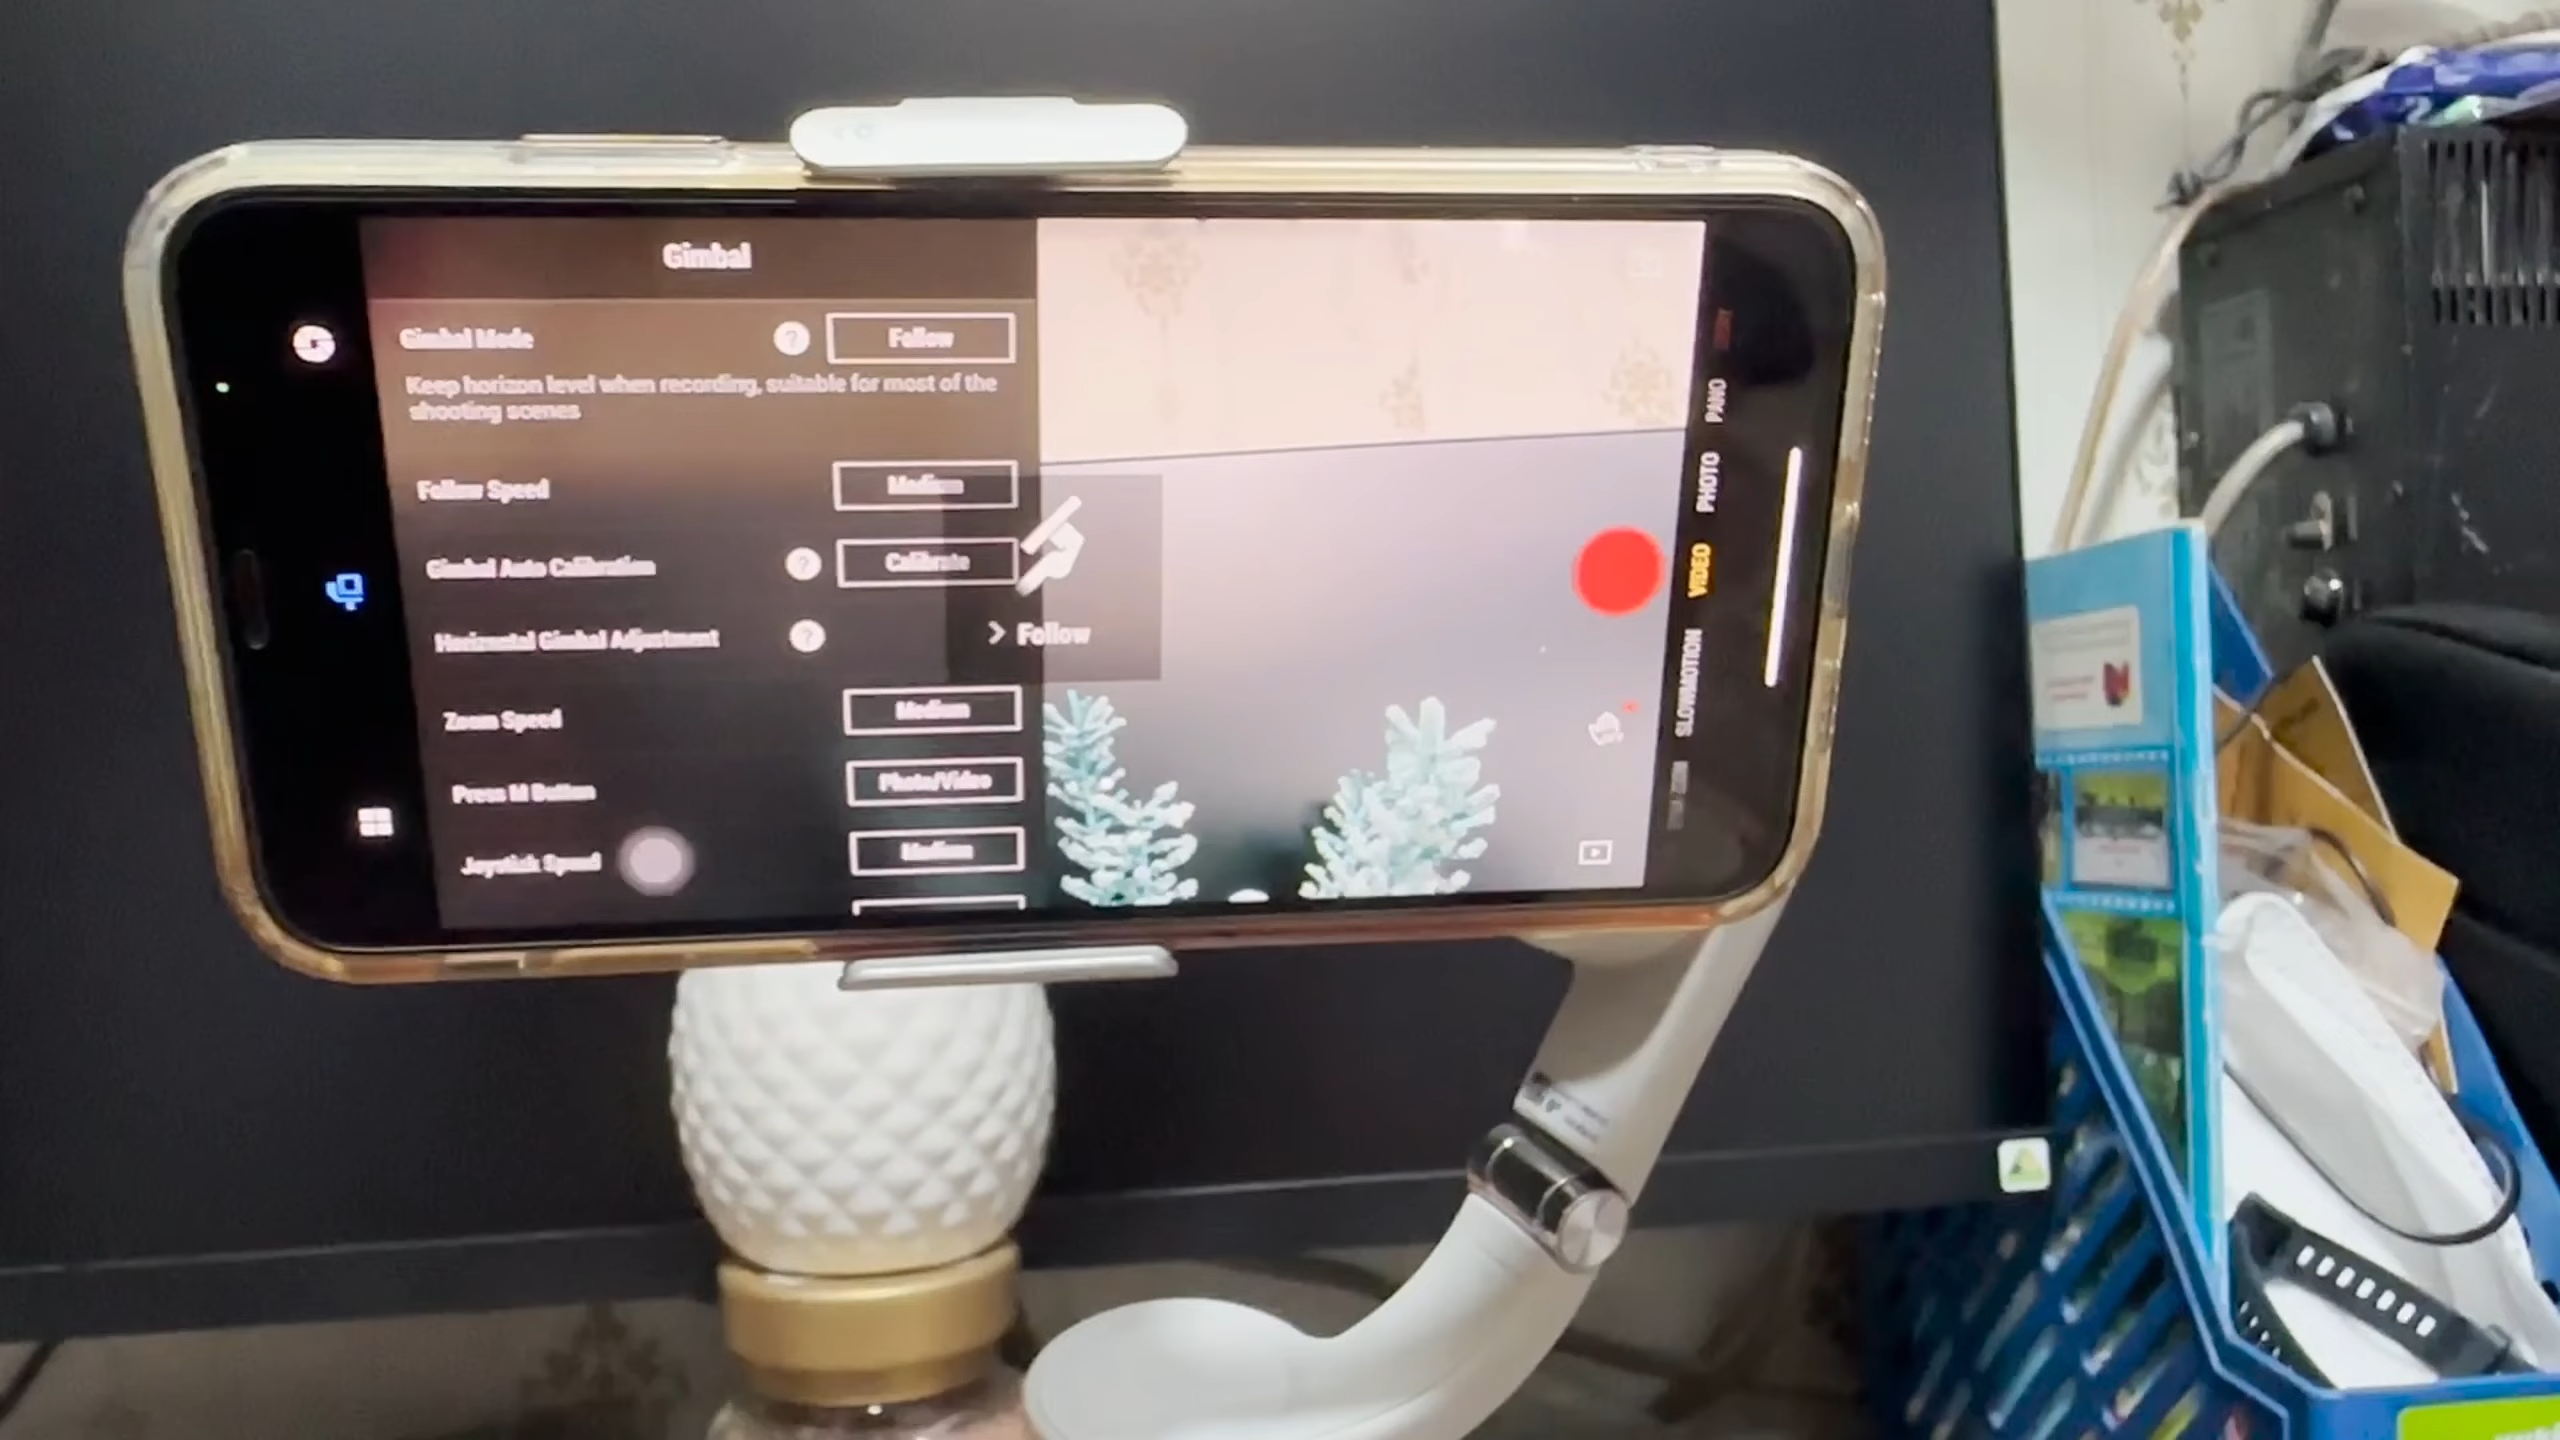 Gimbal
Gimbal Mode
?
Follow
Keep horizon level when recording, suitable for most of the
shooting scenes
Follow Speed
Medium
Gimbal Auto Calibration
?
Calibrate
Horizontal Gimbal Adjustment
?
> Follow
Zoom Speed
Medium
Press M Button
Photo/Video
Joystick Speed
Medium
PANO
PHOTO
VIDEO
SLOWMOTION